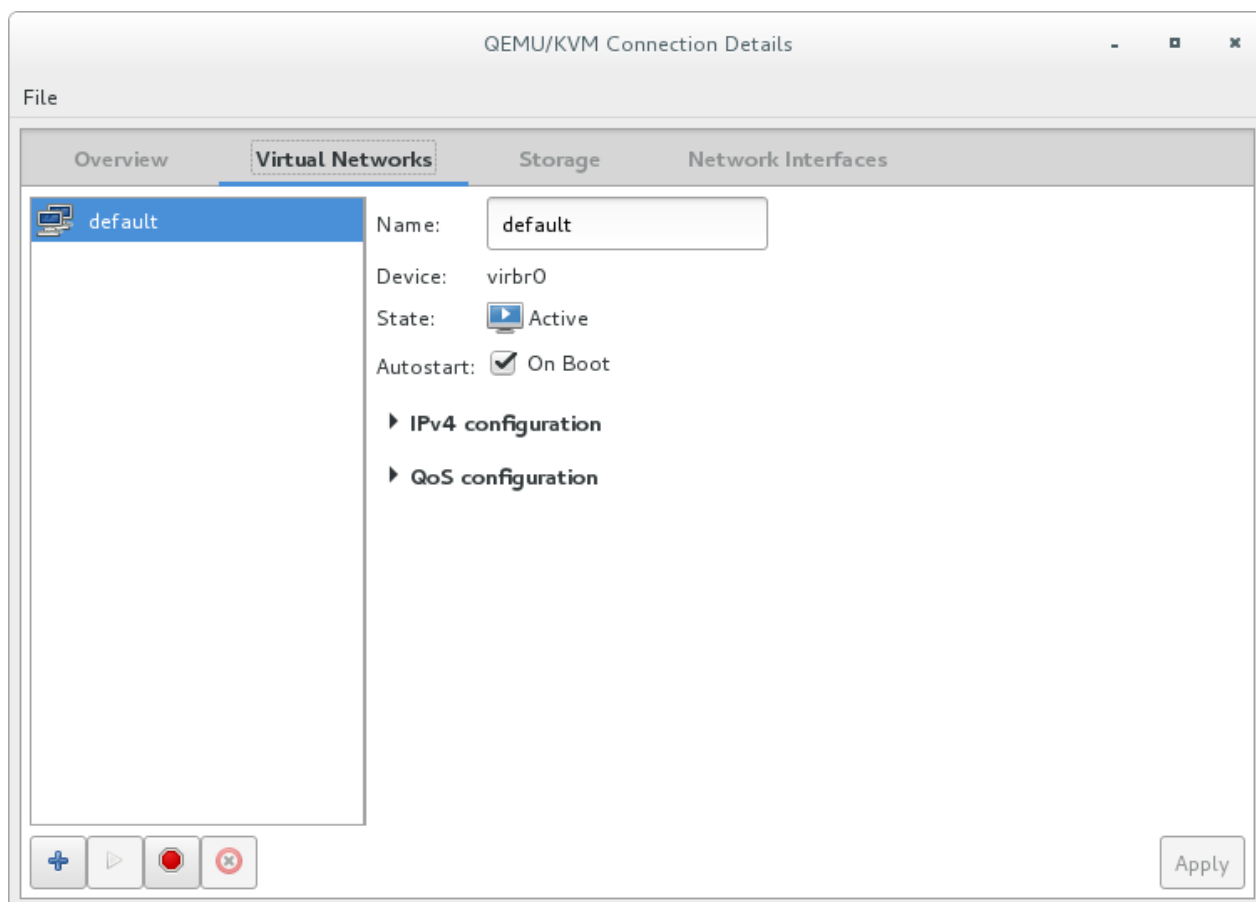 QEMU/KVM Connection Details
File
Overview Virtual Networks Storage Network Interfaces
default
Name: default
Device: virbr0
State: Active
Autostart: On Boot
IPv4 configuration
QoS configuration
Apply